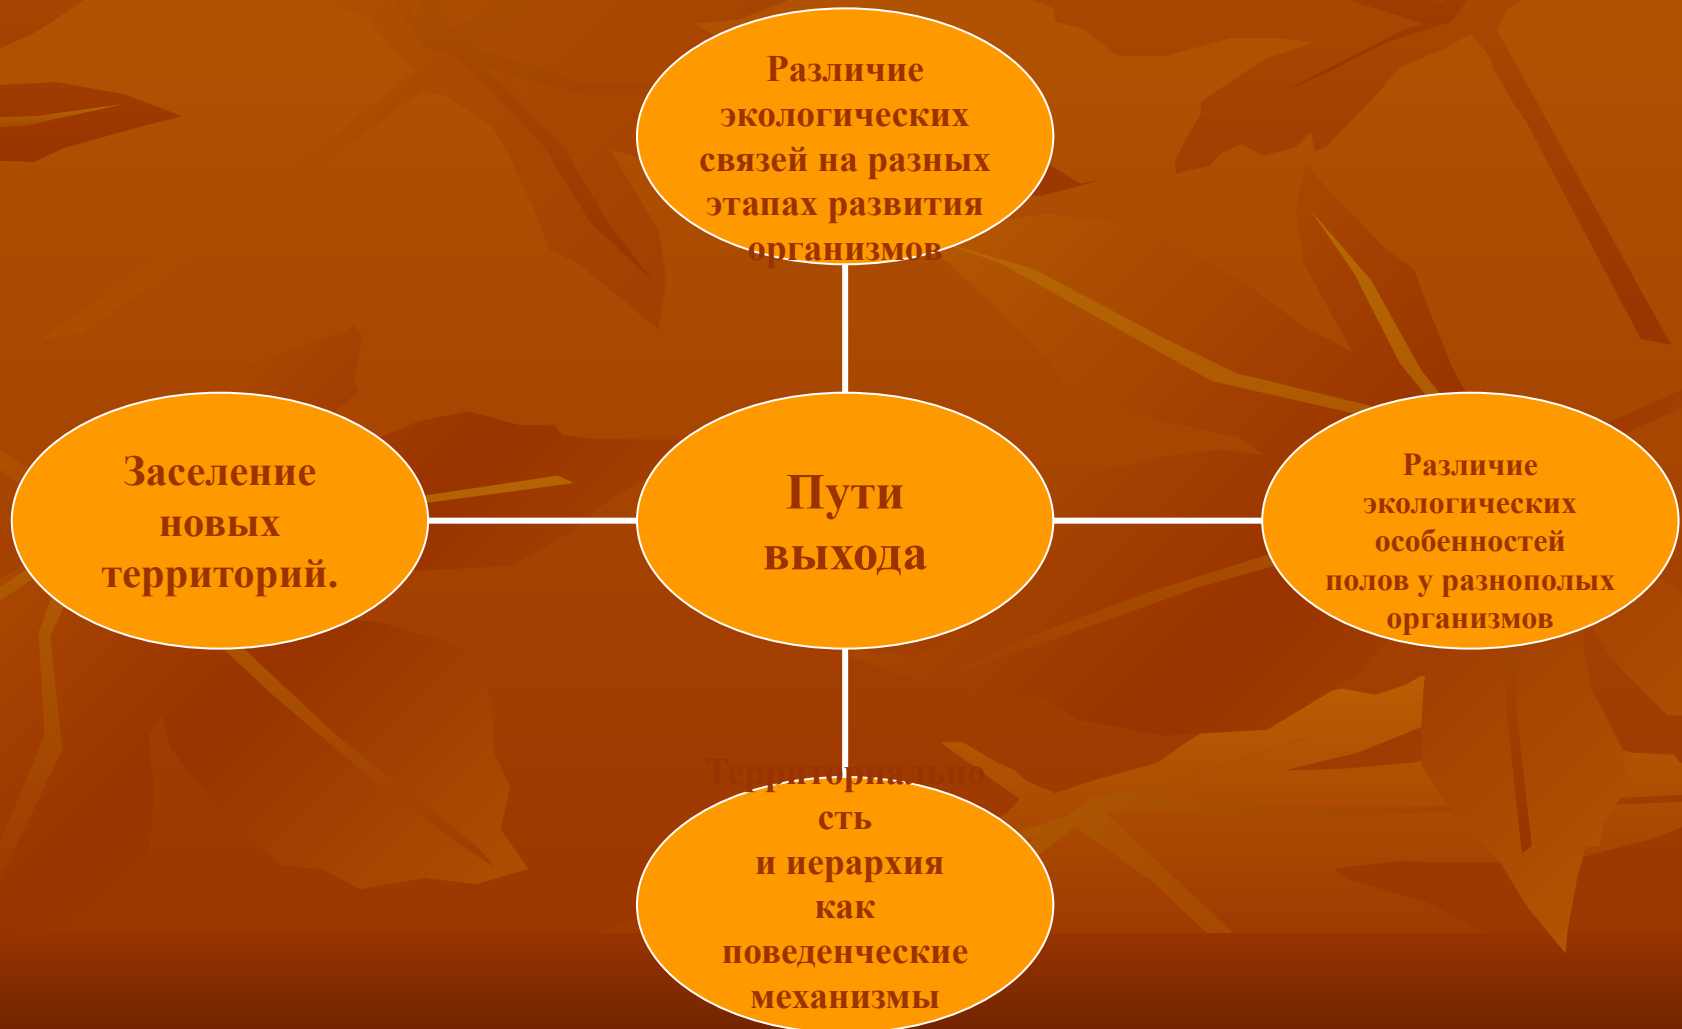 Различие
экологических
связей на разных
этапах развития
организмов
Заселение
новых
территорий.
Пути
выхода
Различие
экологических
особенностей
полов у разнополых
организмов
Территориально
сть
и иерархия
как
поведенческие
механизмы